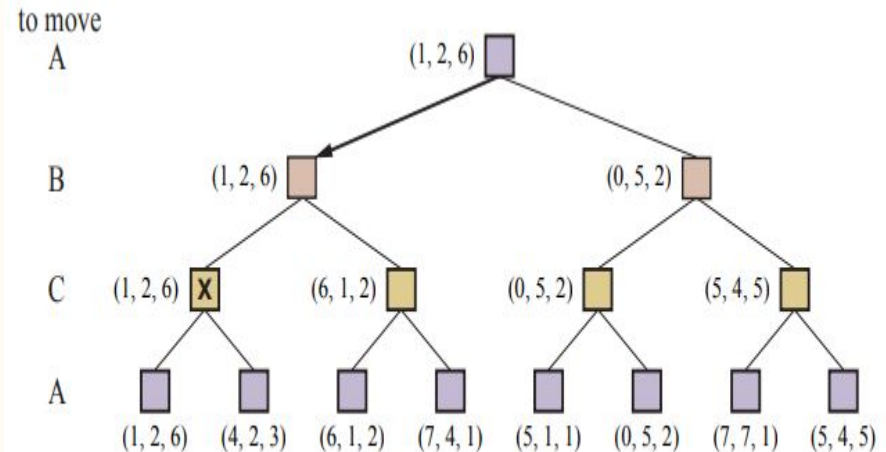 to move
A (1, 2, 6)
B (1, 2, 6) (0, 5, 2)
C (1, 2, 6) X (6, 1, 2) (0, 5, 2) (5, 4, 5)
A
(1, 2, 6) (4, 2, 3) (6, 1, 2) (7, 4, 1) (5, 1, 1) (0, 5, 2) (7, 7, 1) (5, 4, 5)